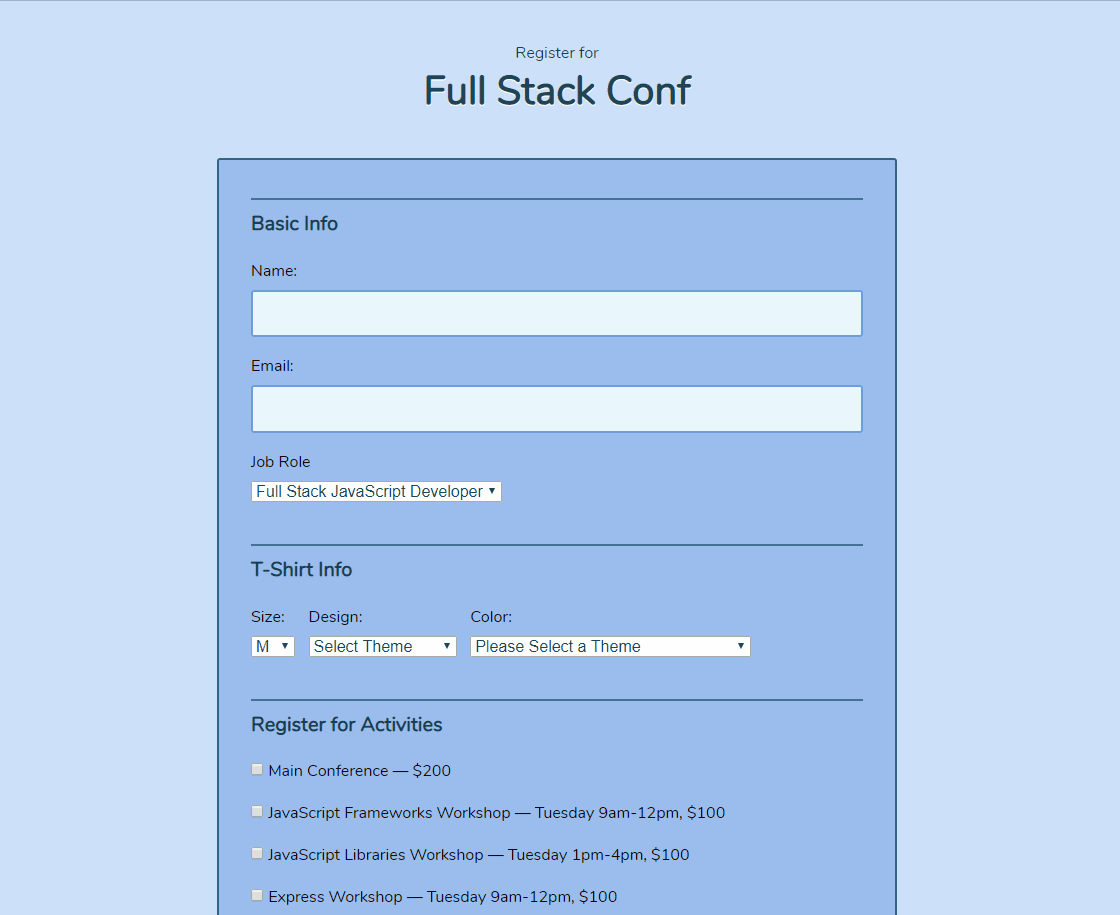 Register for
Full Stack Conf
Basic Info
Name:
Email:
Job Role
Full Stack JavaScript Developer
T-Shirt Info
Size: Design: Color:
M Select Theme Please Select a Theme
Register for Activities
Main Conference — $200
JavaScript Frameworks Workshop — Tuesday 9am-12pm, $100
JavaScript Libraries Workshop — Tuesday 1pm-4pm, $100
Express Workshop — Tuesday 9am-12pm, $100